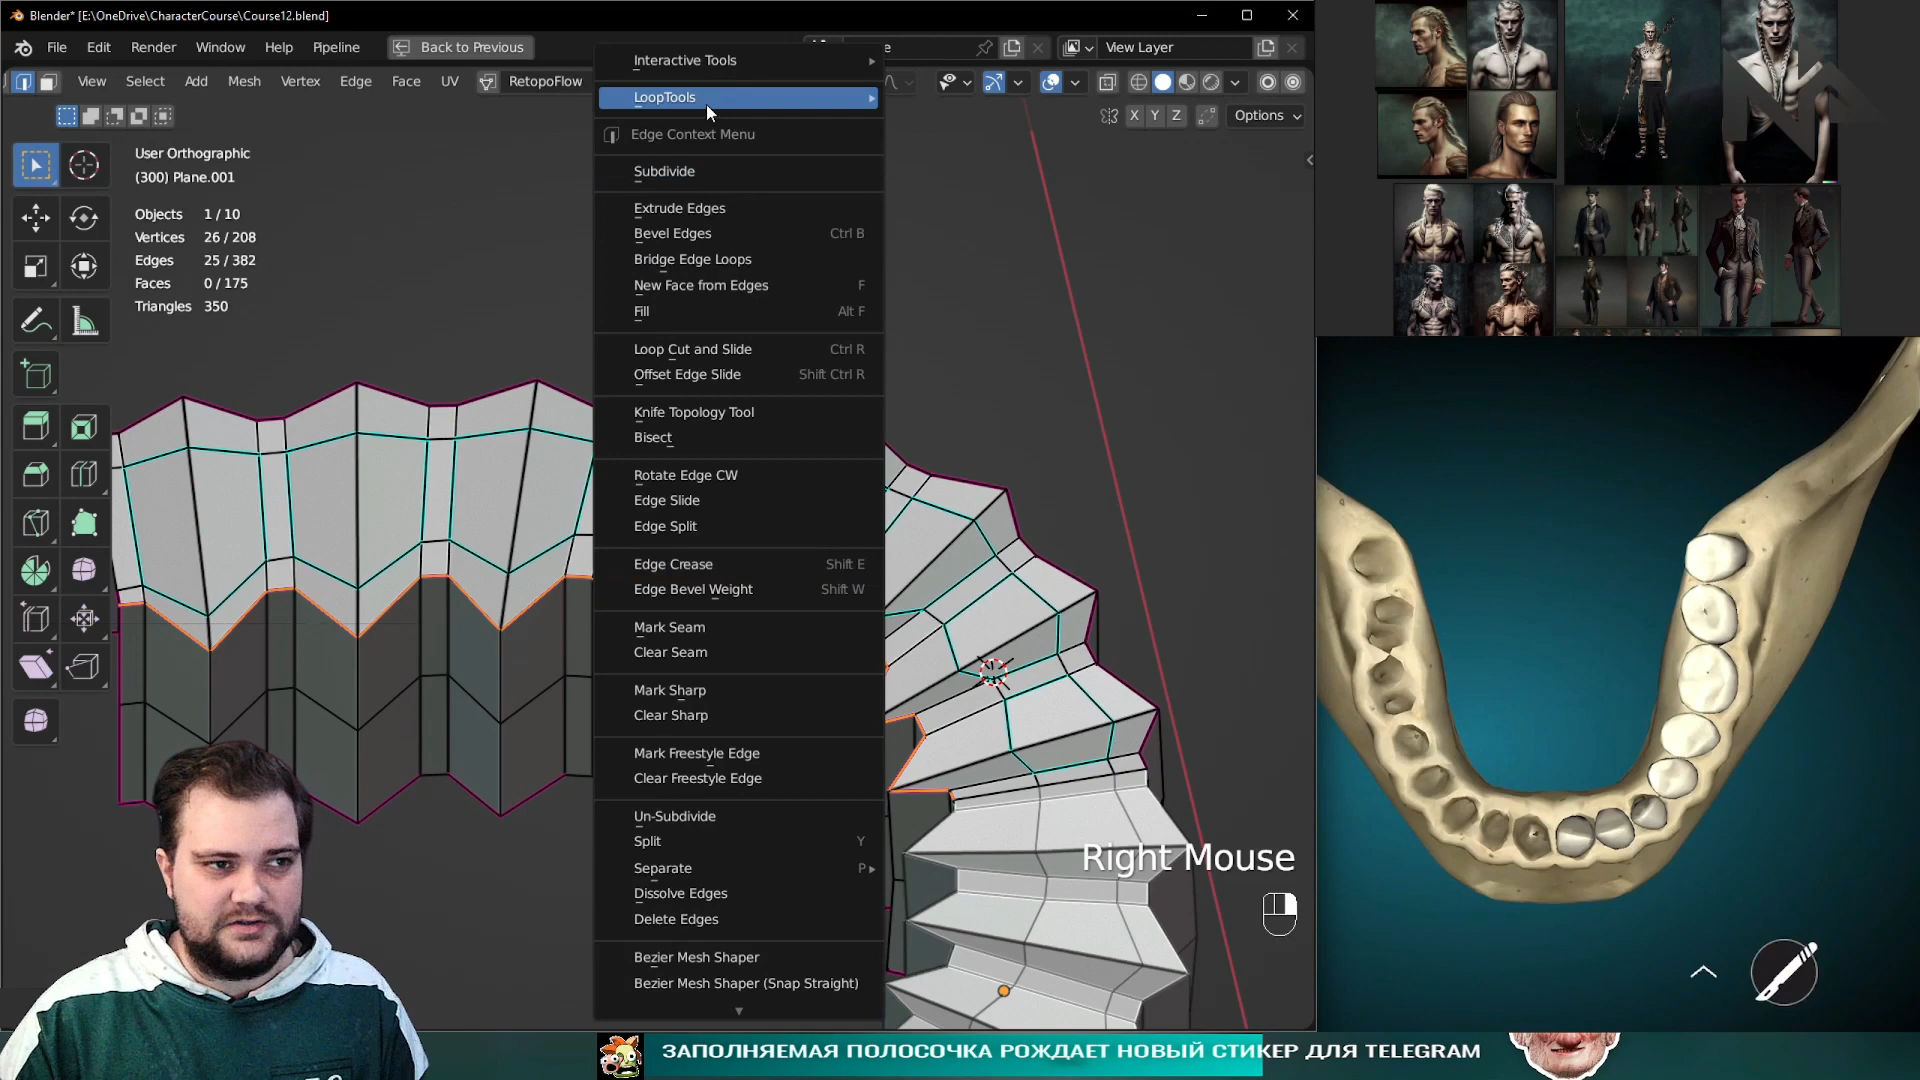 Blender* [E:\OneDrive\CharacterCourse\Course12.blend]
File Edit Render Window Help Pipeline Back to Previous
View Layer
View Select Add Mesh Vertex Edge Face UV RetopoFlow
X Y Z Options
User Orthographic
(300) Plane.001
Objects 1 / 10
Vertices 26 / 208
Edges 25 / 382
Faces 0 / 175
Triangles 350
Interactive Tools
LoopTools
Edge Context Menu
Subdivide
Extrude Edges
Bevel Edges Ctrl B
Bridge Edge Loops
New Face from Edges F
Fill Alt F
Loop Cut and Slide Ctrl R
Offset Edge Slide Shift Ctrl R
Knife Topology Tool
Bisect
Rotate Edge CW
Edge Slide
Edge Split
Edge Crease Shift E
Edge Bevel Weight Shift W
Mark Seam
Clear Seam
Mark Sharp
Clear Sharp
Mark Freestyle Edge
Clear Freestyle Edge
Un-Subdivide
Split Y
Separate P
Dissolve Edges
Delete Edges
Bezier Mesh Shaper
Bezier Mesh Shaper (Snap Straight)
Right Mouse
ЗАПОЛНЯЕМАЯ ПОЛОСОЧКА РОЖДАЕТ НОВЫЙ СТИКЕР ДЛЯ TELEGRAM